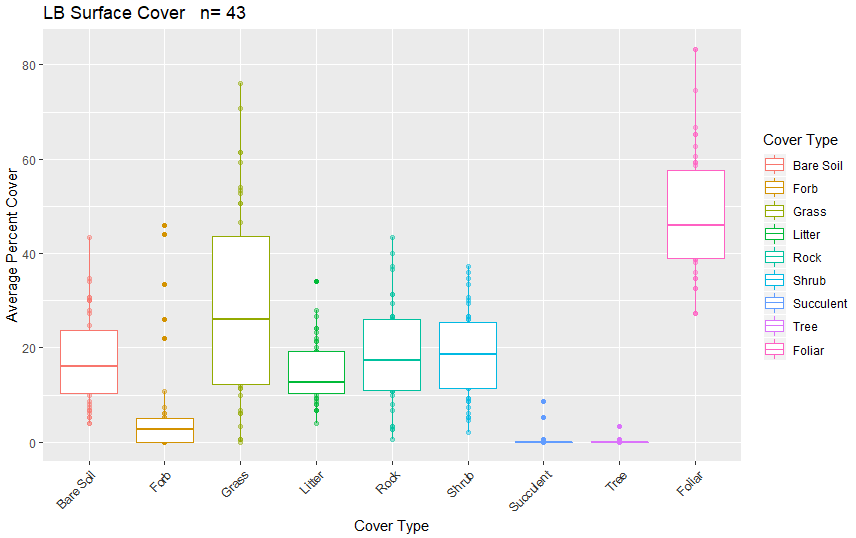 LB Surface Cover n= 43
Average Percent Cover
80
60
40
20
0
Bare Soil
Forb
Grass
Litter
Rock
Shrub
Succulent
Tree
Foliar
Cover Type
Cover Type
Bare Soil
Forb
Grass
Litter
Rock
Shrub
Succulent
Tree
Foliar